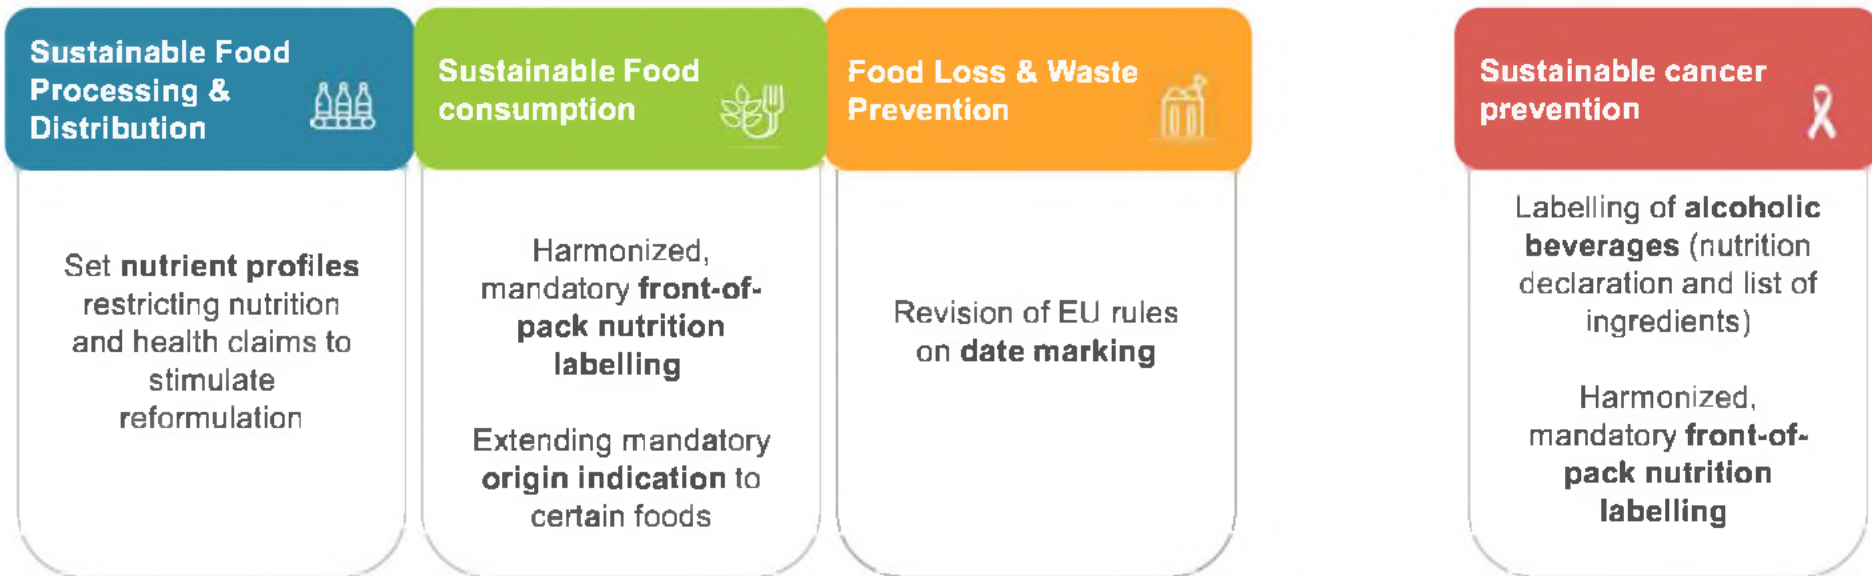 Sustainable Food
Processing &
Distribution
Set nutrient profiles
restricting nutrition
and health claims to
stimulate
reformulation
Sustainable Food
consumption
Harmonized,
mandatory front-of-
pack nutrition
labelling
Extending mandatory
origin indication to
certain foods
Food Loss & Waste
Prevention
Revision of EU rules
on date marking
Sustainable cancer
prevention
Labelling of alcoholic
beverages (nutrition
declaration and list of
ingredients)
Harmonized,
mandatory front-of-
pack nutrition
labelling